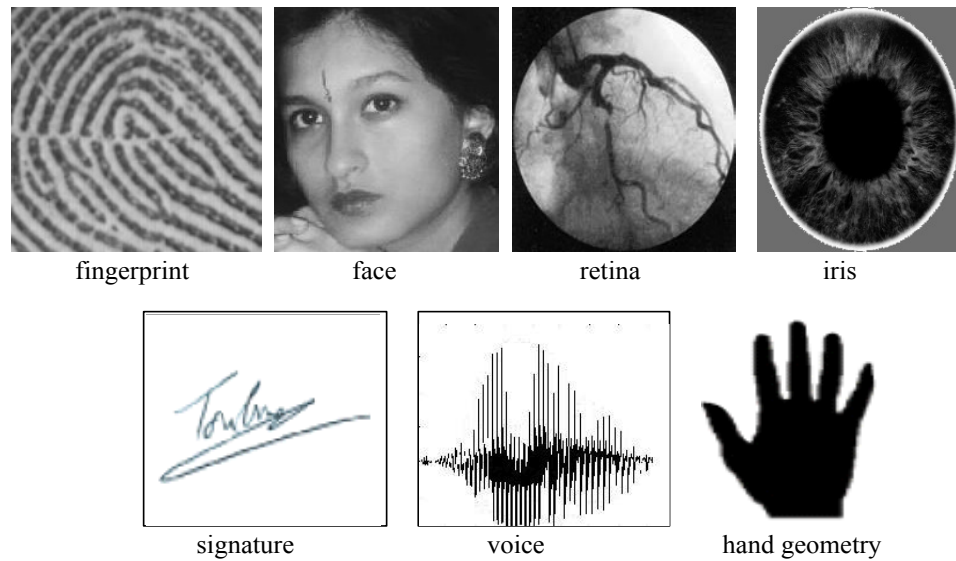 fingerprint
face
retina
iris
signature
voice
hand geometry